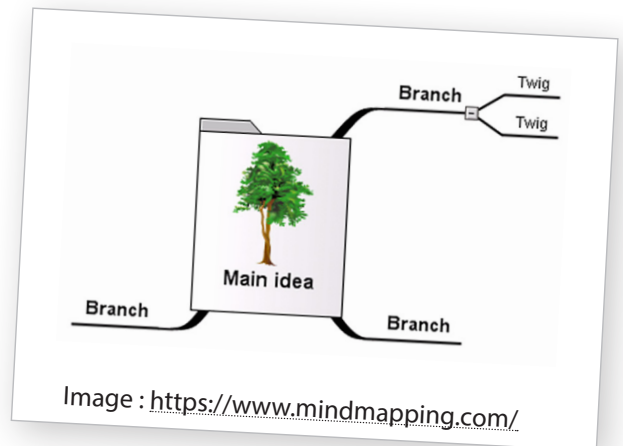 Branch
Twig
Twig
Main idea
Branch
Branch
Image : https://www.mindmapping.com/